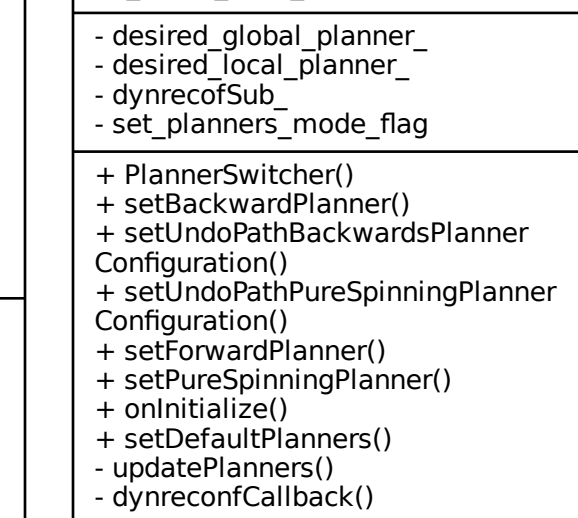 - desired_global_planner_
- desired_local_planner_
- dynrecofSub_
- set_planners_mode_flag
+ PlannerSwitcher()
+ setBackwardPlanner()
+ setUndoPathBackwardsPlanner
Configuration()
+ setUndoPathPureSpinningPlanner
Configuration()
+ setForwardPlanner()
+ setPureSpinningPlanner()
+ onInitialize()
+ setDefaultPlanners()
- updatePlanners()
- dynreconfCallback()